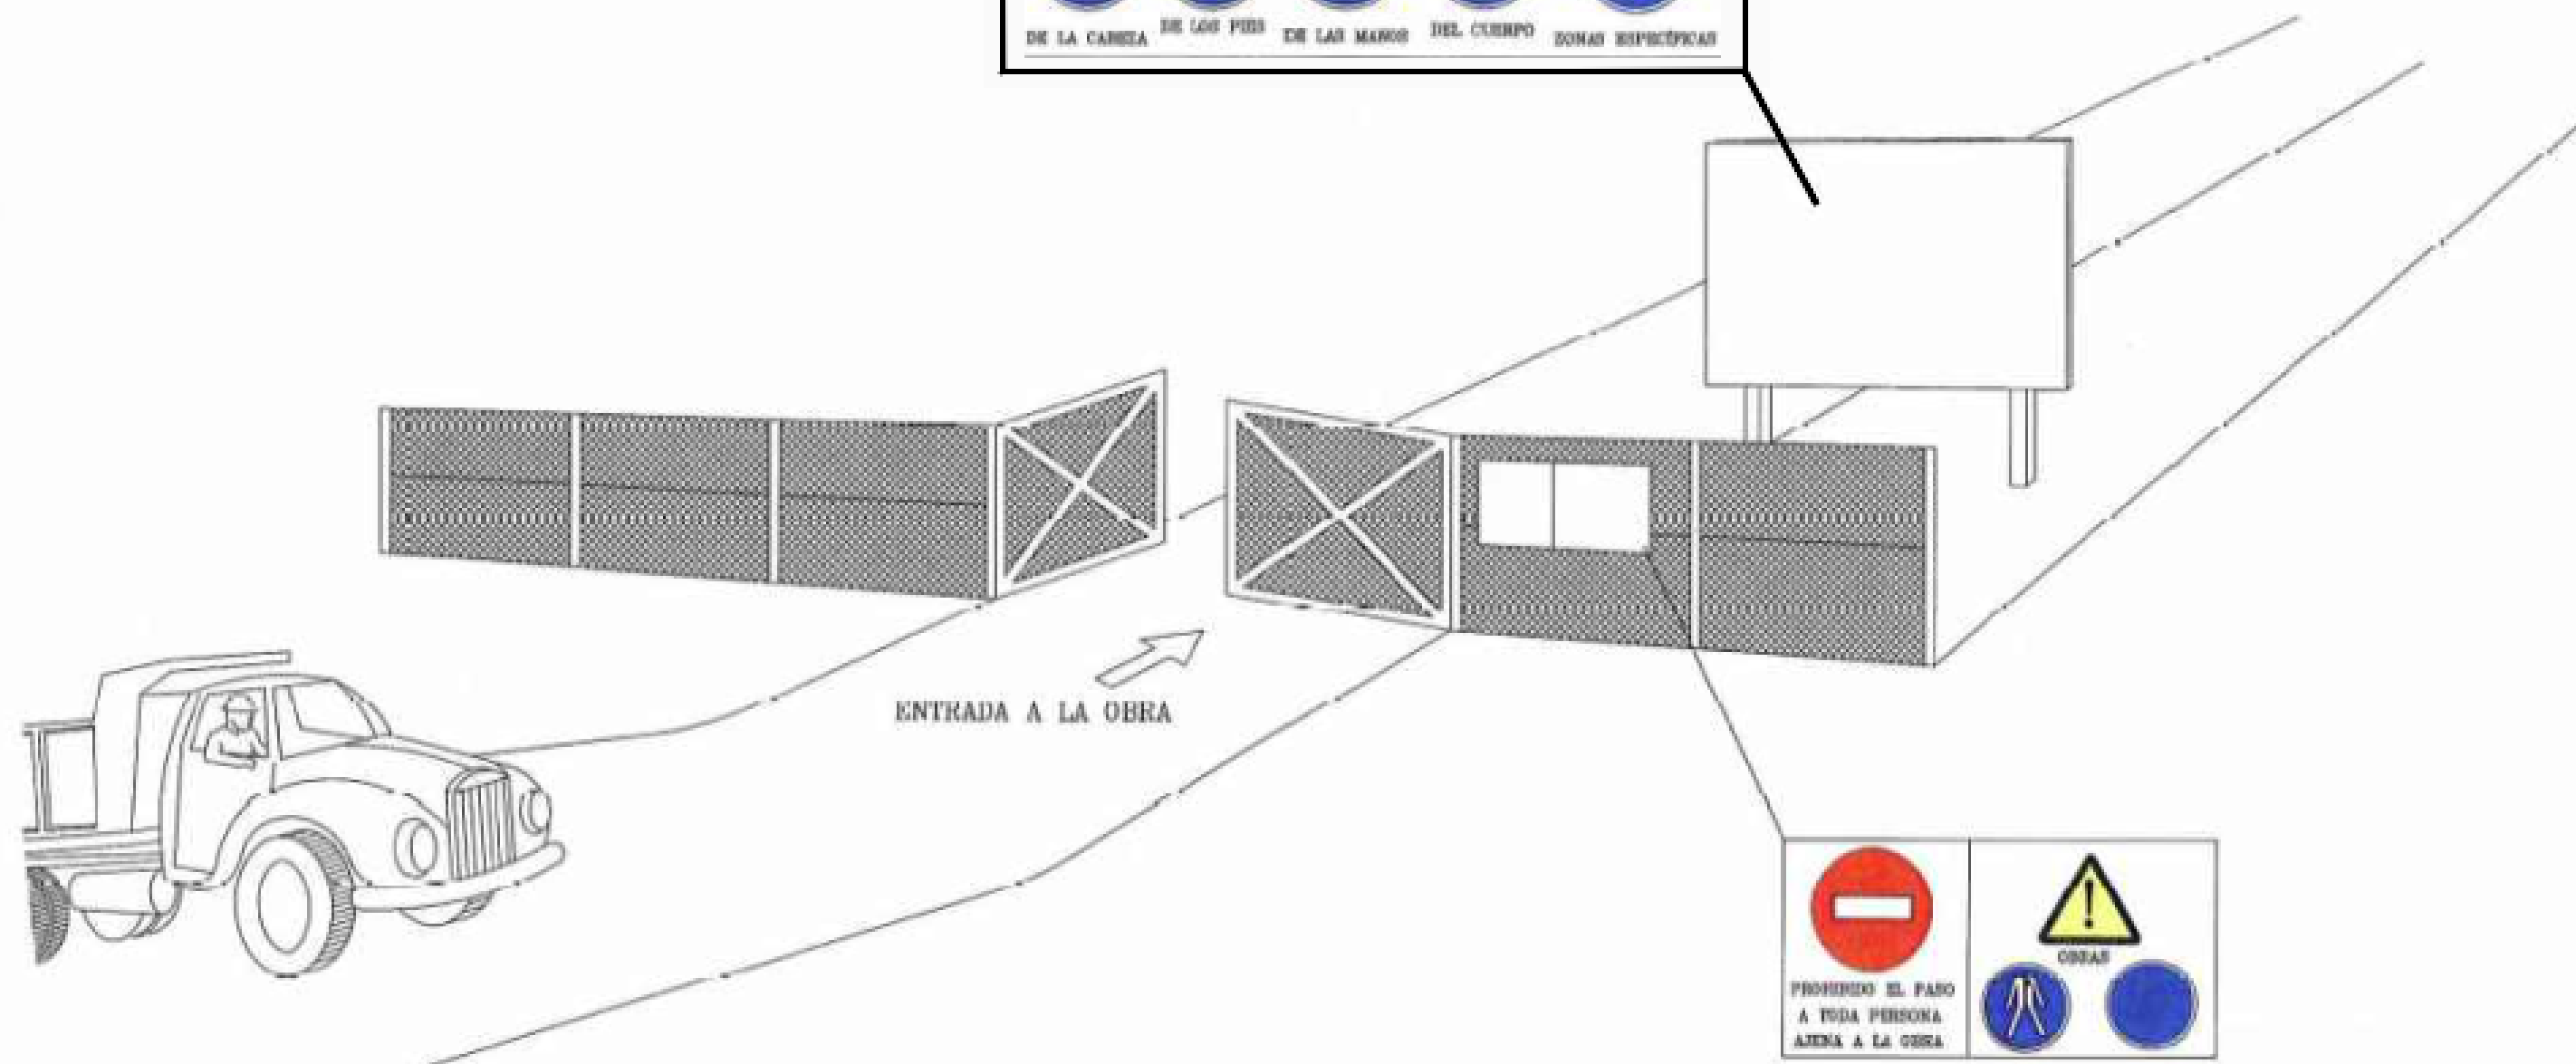 DE LA CABEZA DE LOS PIES DE LAS MANOS DEL CUERPO ZONAS ESPECÍFICAS
ENTRADA A LA OBRA
OBRAS
PROHIBIDO EL PASO
A TODA PERSONA
AJENA A LA OBRA